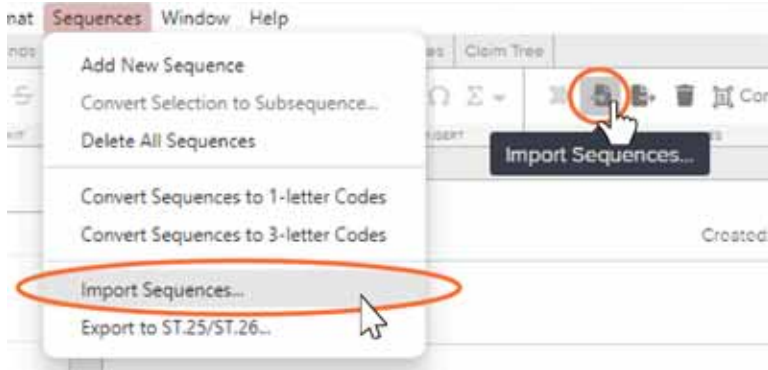 mat Sequences Window Help
Claim Tree
Add New Sequence
Convert Selection to Subsequence...
Delete All Sequences
Import Sequences...
Convert Sequences to 1-letter Codes
Convert Sequences to 3-letter Codes
Created:
Import Sequences...
Export to ST.25/ST.26...